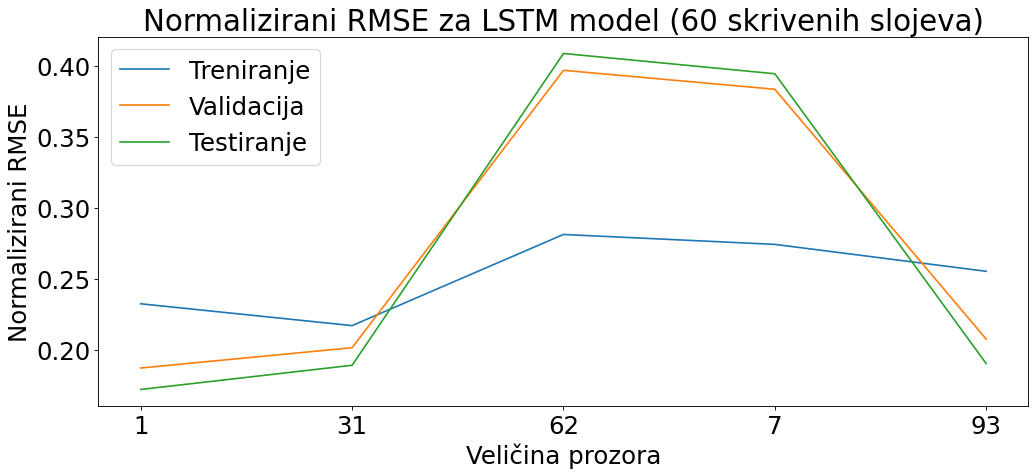 Normalizirani RMSE za LSTM model (60 skrivenih slojeva)
Treniranje
Validacija
Testiranje
Normalizirani RMSE
0.40
0.35
0.30
0.25
0.20
1 31 62 7 93
Veličina prozora